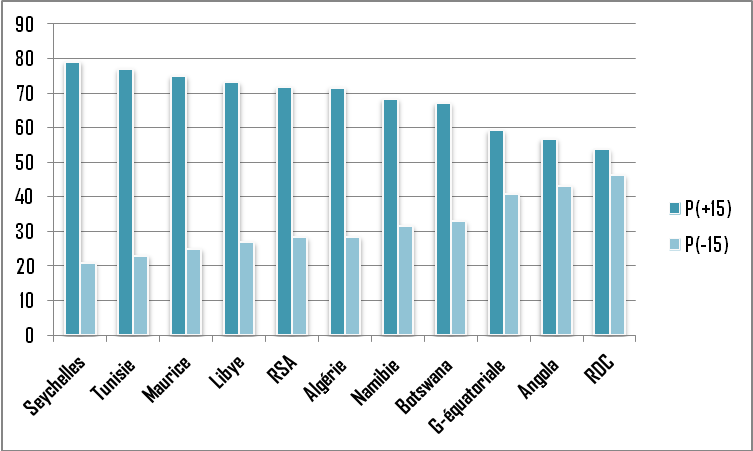 90
80
70
60
50
40
30
20
10
0
P(+15)
P(-15)
Seychelles
Tunisie
Maurice
Libye
RSA
Algérie
Namibie
Botswana
G-équatoriale
Angola
RDC